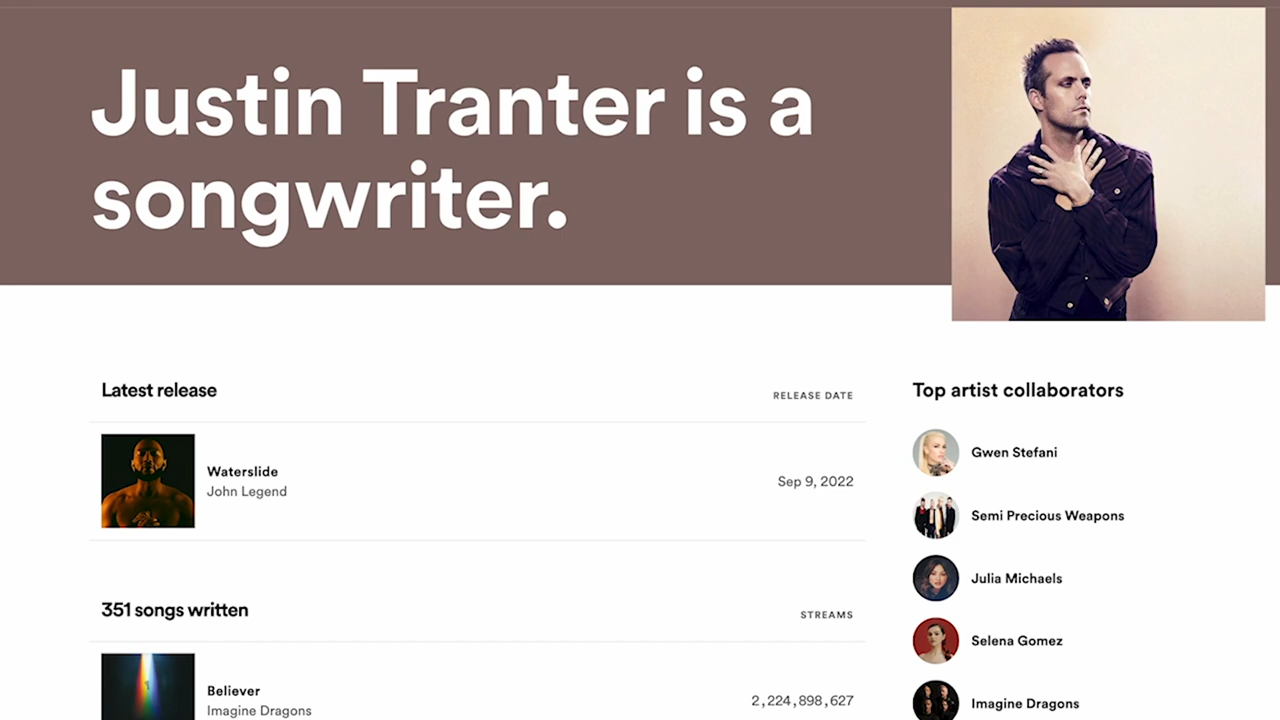 Justin Tranter is a
songwriter.
Latest release
RELEASE DATE
Waterslide
John Legend
Sep 9, 2022
351 songs written
STREAMS
Believer
Imagine Dragons
2,224,898,627
Top artist collaborators
Gwen Stefani
Semi Precious Weapons
Julia Michaels
Selena Gomez
Imagine Dragons